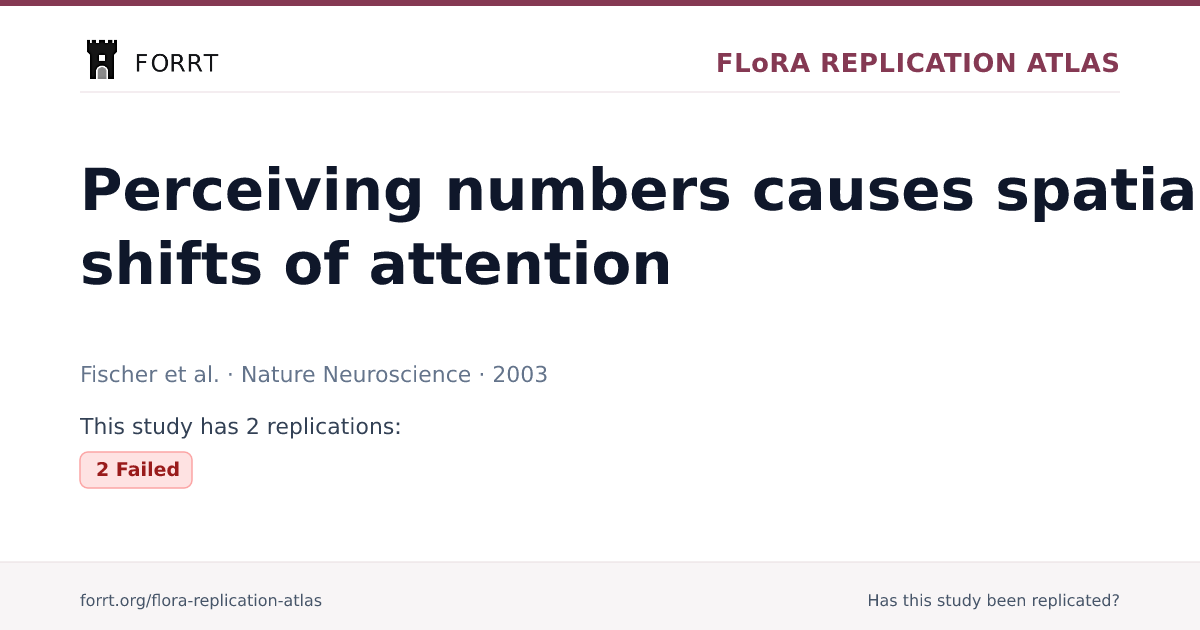 FORRT
FLoRA REPLICATION ATLAS
Perceiving numbers causes spatia
shifts of attention
Fischer et al. · Nature Neuroscience · 2003
This study has 2 replications:
2 Failed
forrt.org/flora-replication-atlas
Has this study been replicated?